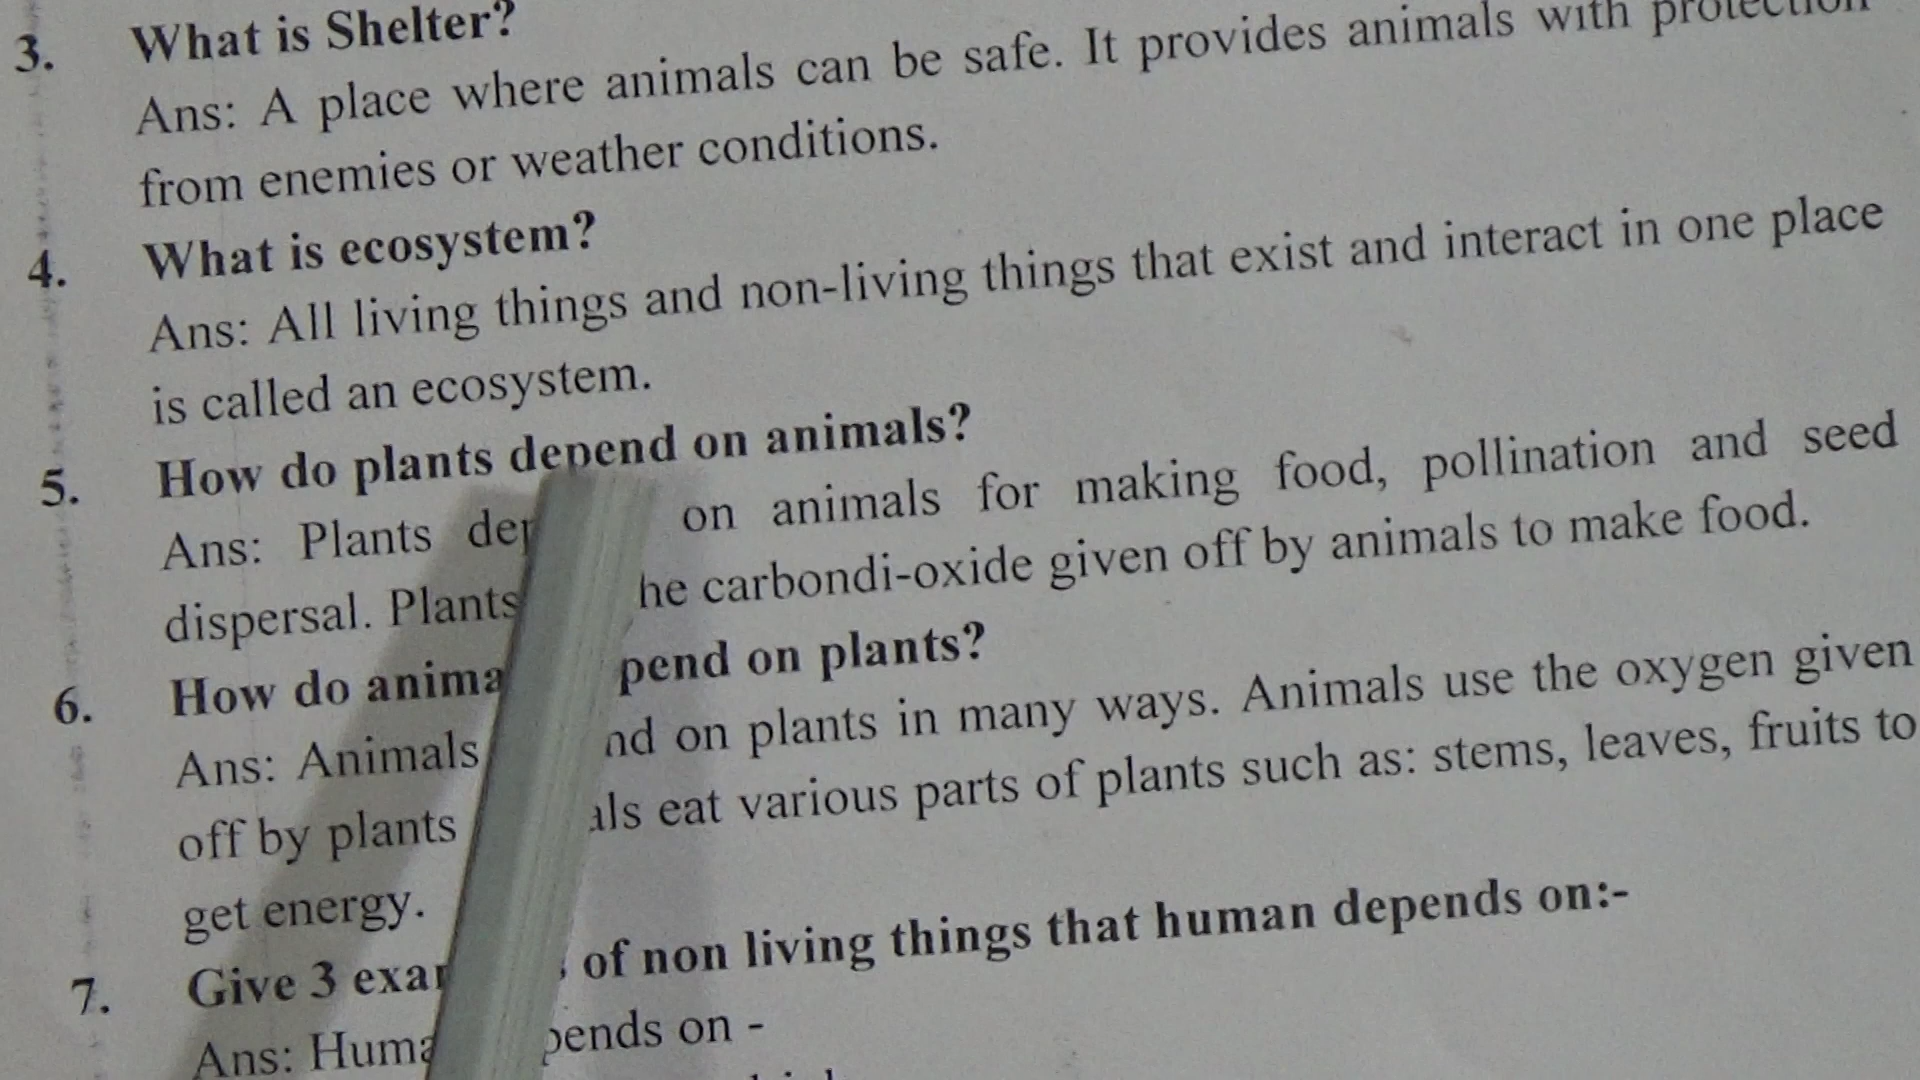 3. What is Shelter?
Ans: A place where animals can be safe. It provides animals with protection
from enemies or weather conditions.
4. What is ecosystem?
Ans: All living things and non-living things that exist and interact in one place
is called an ecosystem.
5. How do plants depend on animals?
Ans: Plants on animals for making food, pollination and seed
dispersal. Plants carbondi-oxide given off by animals to make food.
6. How do on plants?
Ans: Animals on plants in many ways. Animals use the oxygen given
off by plants eat various parts of plants such as: stems, leaves, fruits to
get energy.
7. Give 3 of non living things that human depends on:-
Ans: on -